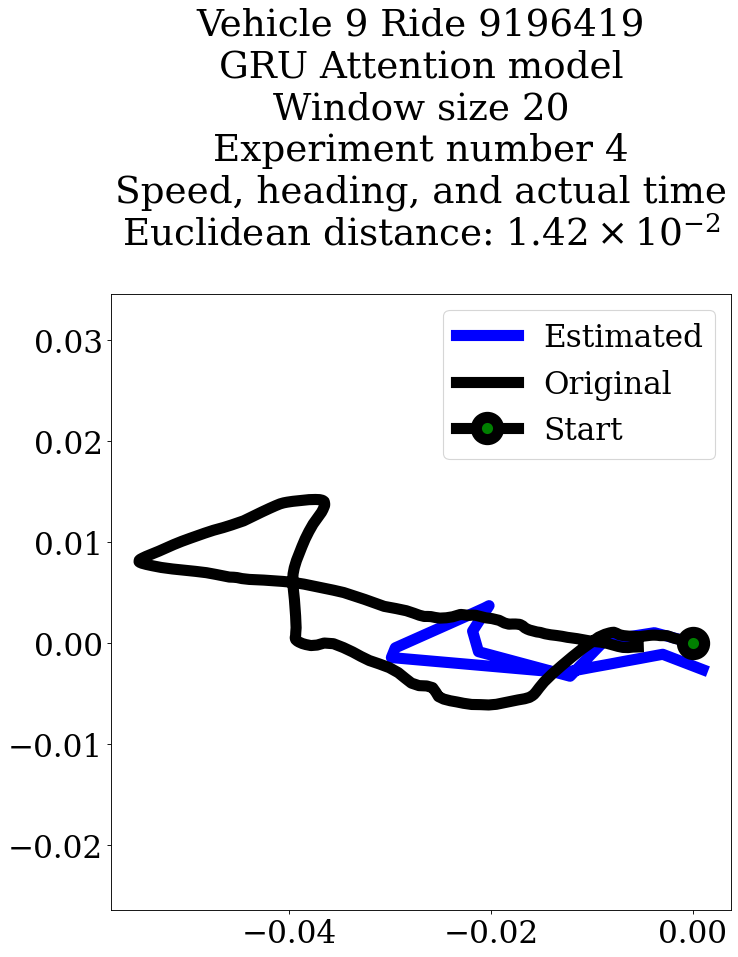 Vehicle 9 Ride 9196419
GRU Attention model
Window size 20
Experiment number 4
Speed, heading, and actual time
Euclidean distance: 1.42 × 10⁻²
Estimated
Original
Start
0.03
0.02
0.01
0.00
−0.01
−0.02
−0.04
−0.02
0.00